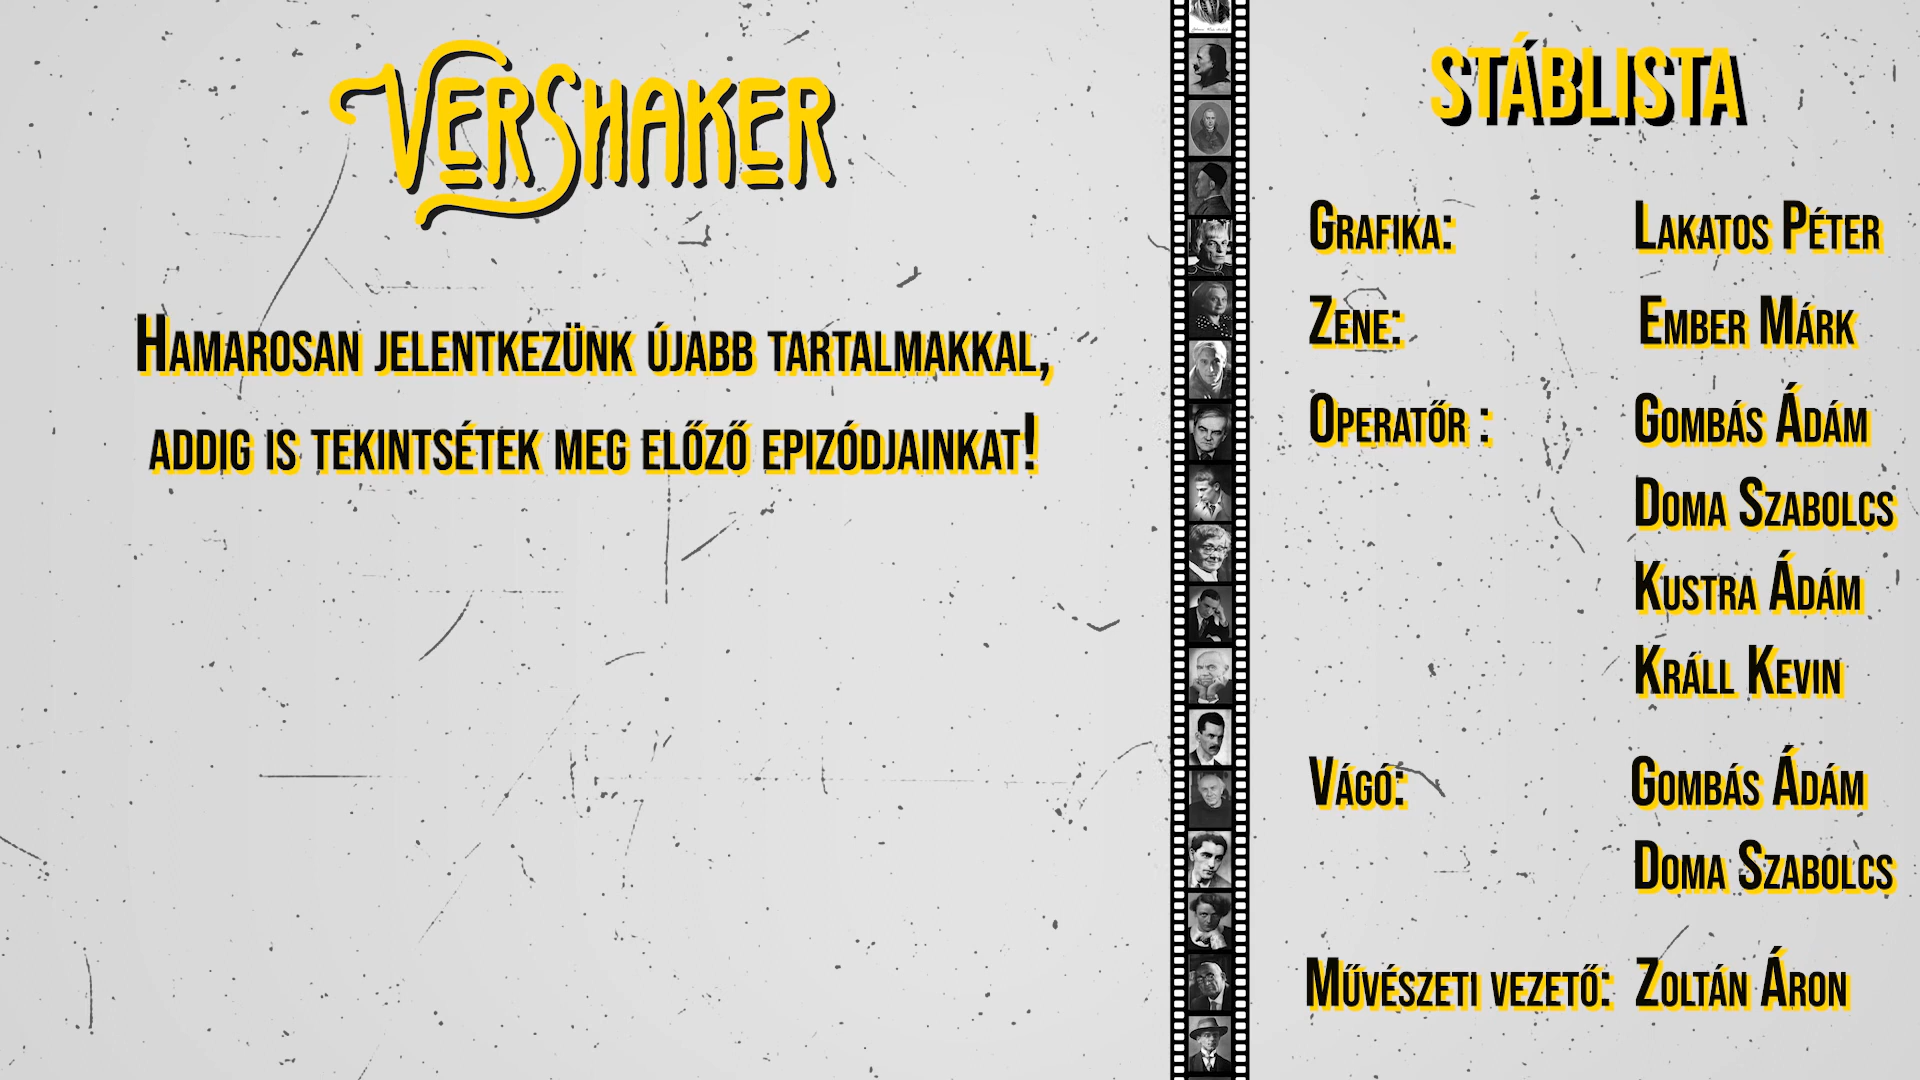 VerShaker
Hamarosan jelentkezünk újabb tartalmakkal,
addig is tekintsétek meg előző epizódjainkat!
STÁBLISTA
Grafika: Lakatos Péter
Zene: Ember Márk
Operatőr : Gombás Ádám
Doma Szabolcs
Kustra Ádám
Králl Kevin
Vágó: Gombás Ádám
Doma Szabolcs
Művészeti vezető: Zoltán Áron